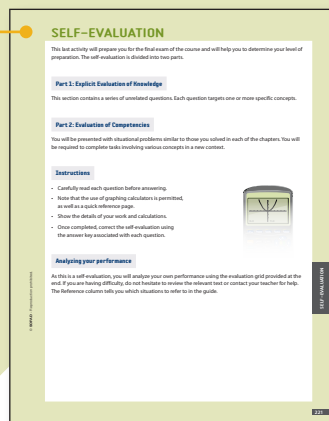 SELF-EVALUATION
This last activity will prepare you for the final exam of the course and will help you to determine your level of
preparation. The self-evaluation is divided into two parts.
Part 1: Explicit Evaluation of Knowledge
This section contains a series of unrelated questions. Each question targets one or more specific concepts.
Part 2: Evaluation of Competencies
You will be presented with situational problems similar to those you solved in each of the chapters. You will
be required to complete tasks involving various concepts in a new context.
Instructions
• Carefully read each question before answering.
• Note that the use of graphing calculators is permitted,
as well as a quick reference page.
• Show the details of your work and calculations.
• Once completed, correct the self-evaluation using
the answer key associated with each question.
Analyzing your performance
As this is a self-evaluation, you will analyze your own performance using the evaluation grid provided at the
end. If you are having difficulty, do not hesitate to review the relevant text or contact your teacher for help.
The Reference column tells you which situations to refer to in the guide.
SELF-EVALUATION
221